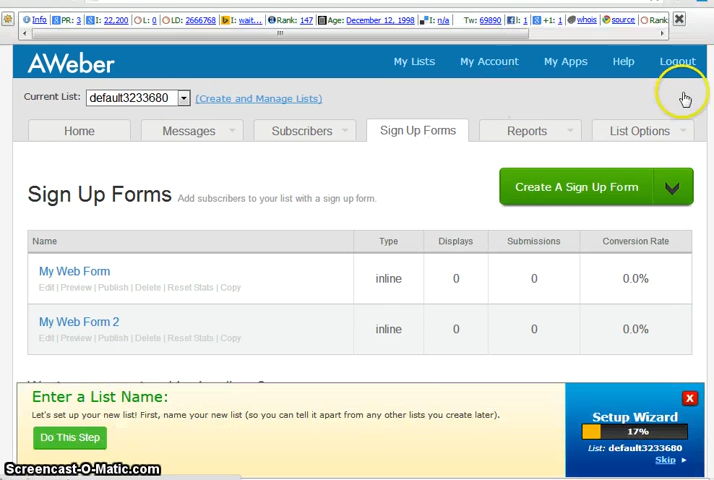 Info PR: 3 I: 22,200 L: 0 LD: 2666768 I: wait... Rank: 147 Age: December 12, 1998 I: n/a Tw: 69890 I: 1 +1: 1 whois source Rank
AWeber
My Lists My Account My Apps Help Logout
Current List: default3233680 (Create and Manage Lists)
Home Messages Subscribers Sign Up Forms Reports List Options
Create A Sign Up Form
Sign Up Forms Add subscribers to your list with a sign up form.
Name Type Displays Submissions Conversion Rate
My Web Form inline 0 0 0.0%
Edit | Preview | Publish | Delete | Reset Stats | Copy
My Web Form 2 inline 0 0 0.0%
Edit | Preview | Publish | Delete | Reset Stats | Copy
Enter a List Name:
Let's set up your new list! First, name your new list (so you can tell it apart from any other lists you create later).
Do This Step
Setup Wizard
17%
List: default3233680
Skip
Screencast-O-Matic.com